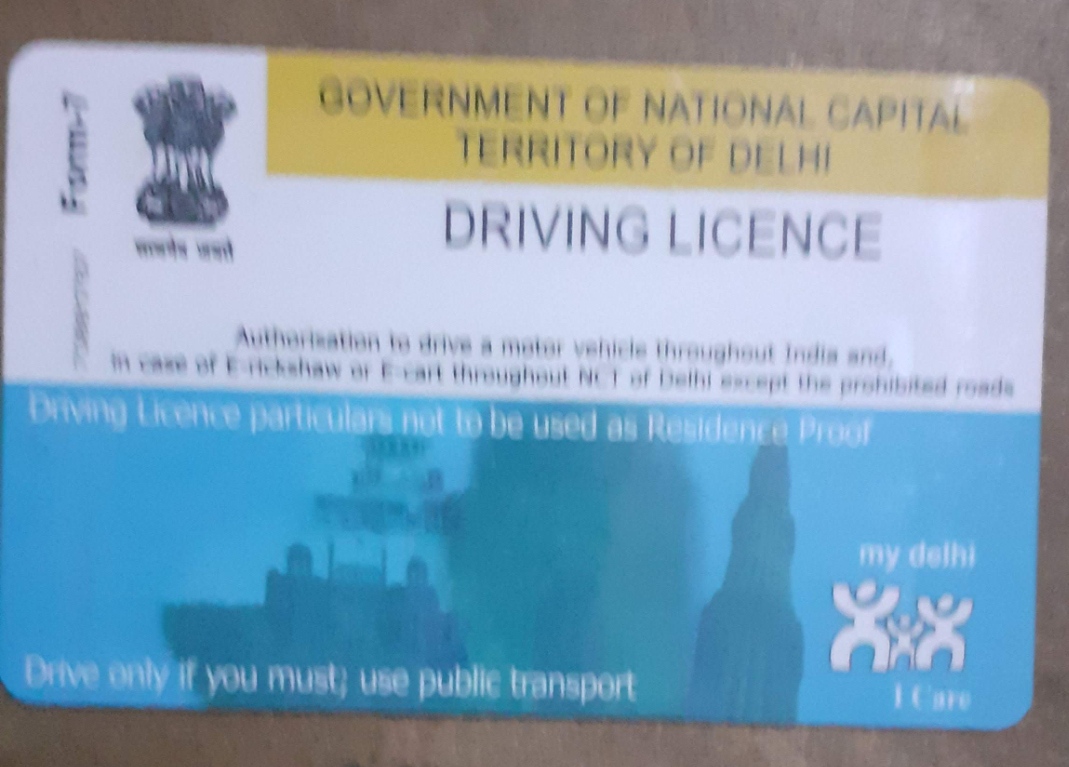 Form-7
सत्यमेव जयते
GOVERNMENT OF NATIONAL CAPITAL
TERRITORY OF DELHI
DRIVING LICENCE
Authorisation to drive a motor vehicle throughout India and,
in case of E-rickshaw or E-cart throughout NCT of Delhi except the prohibited roads
Driving Licence particulars not to be used as Residence Proof
my delhi
I Care
Drive only if you must; use public transport